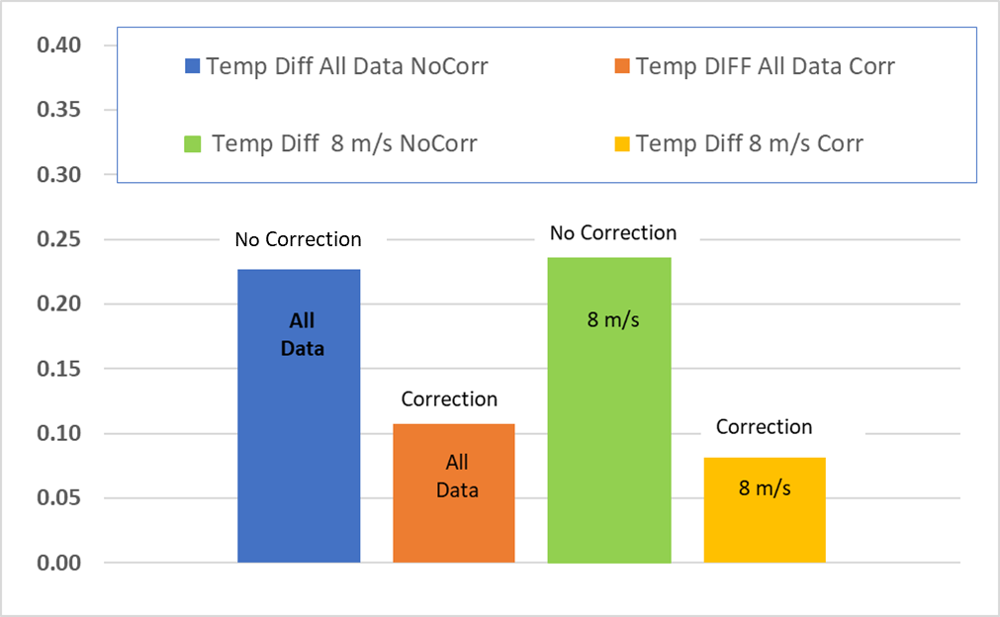 0.40
0.35
0.30
0.25
0.20
0.15
0.10
0.05
0.00
Temp Diff All Data NoCorr
Temp DIFF All Data Corr
Temp Diff  8 m/s NoCorr
Temp Diff 8 m/s Corr
No Correction
All
Data
Correction
All
Data
No Correction
8 m/s
Correction
8 m/s